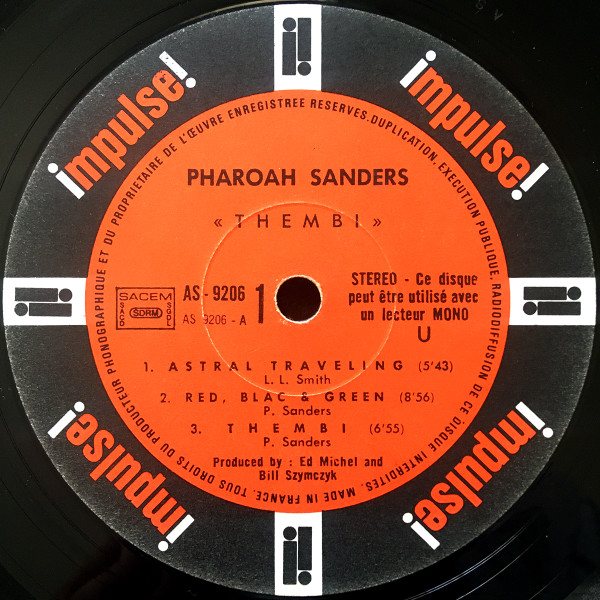 impulse!
impulse!
impulse!
impulse!
TOUS DROITS DU PRODUCTEUR PHONOGRAPHIQUE ET DU PROPRIETAIRE DE L'ŒUVRE ENREGISTREE RESERVES. DUPLICATION, EXECUTION PUBLIQUE, RADIODIFFUSION DE CE DISQUE INTERDITES. MADE IN FRANCE.
PHAROAH SANDERS
« THEMBI »
SACEM
SACD
SDRM
SGDL
AS - 9206
AS 9206 - A
1
STEREO - Ce disque
peut être utilisé avec
un lecteur MONO
U
1. ASTRAL TRAVELING (5'43)
L. L. Smith
2. RED, BLAC & GREEN (8'56)
P. Sanders
3. THEMBI (6'55)
P. Sanders
Produced by : Ed Michel and
Bill Szymczyk